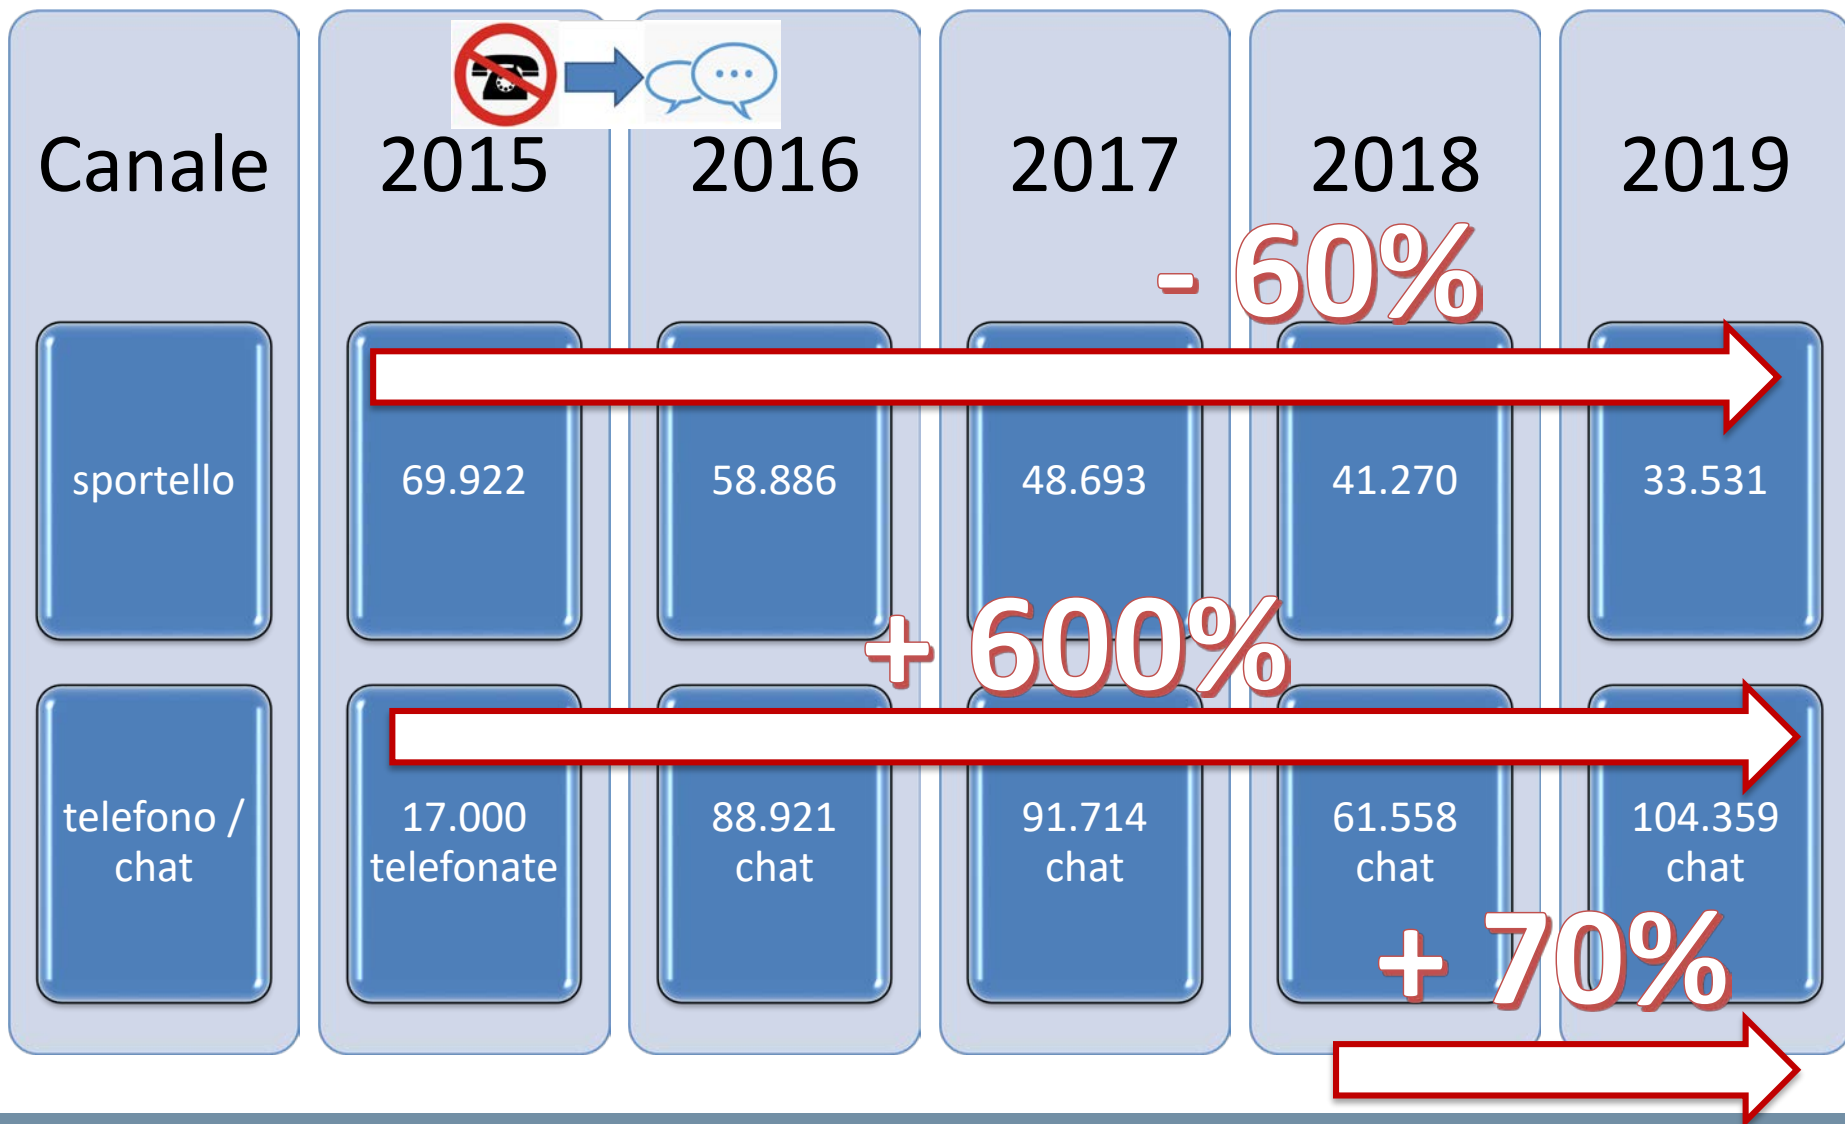 Canale 2015 2016 2017 2018 2019
- 60%
sportello 69.922 58.886 48.693 41.270 33.531
+ 600%
telefono / 17.000 88.921 91.714 61.558 104.359
chat telefonate chat chat chat chat
+ 70%